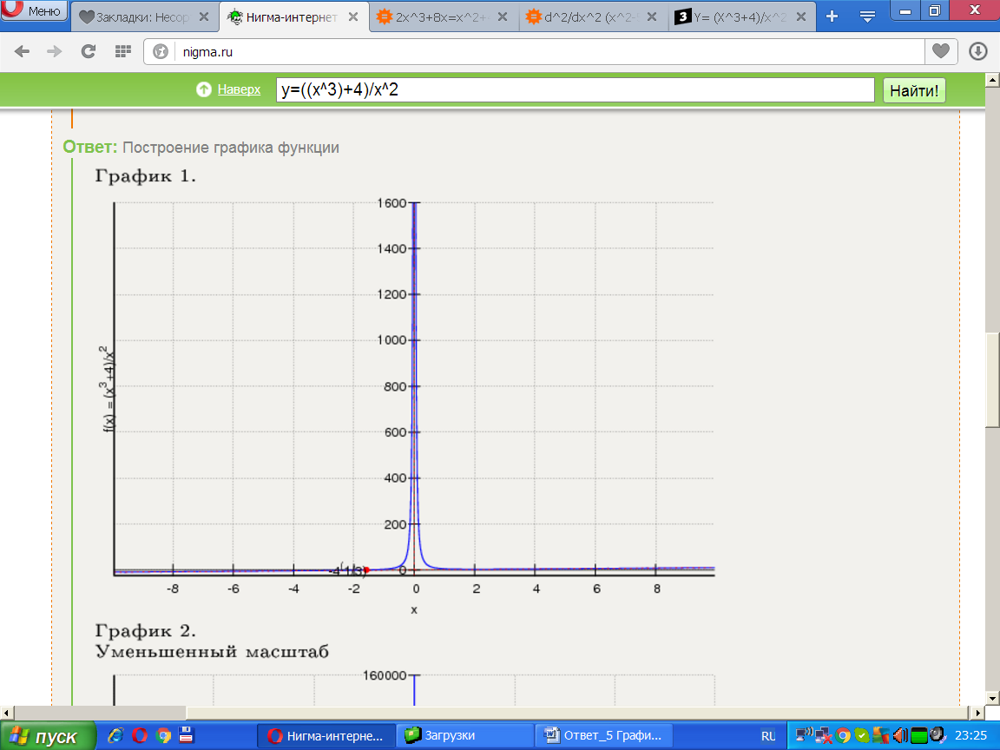 Меню
Закладки: Несор
Нигма-интернет
2x^3+8x=x^2+
d^2/dx^2 (x^2-
3 Y= (X^3+4)/x^2
nigma.ru
Наверх
y=((x^3)+4)/x^2
Найти!
Ответ: Построение графика функции
График 1.
1600
1400
1200
1000
800
600
400
200
0
f(x) = (x^3+4)/x^2
-4^(1/3)
-8 -6 -4 -2 0 2 4 6 8
x
График 2.
Уменьшенный масштаб
160000
пуск
Нигма-интерне...
Загрузки
Ответ_5 Графи...
RU
23:25